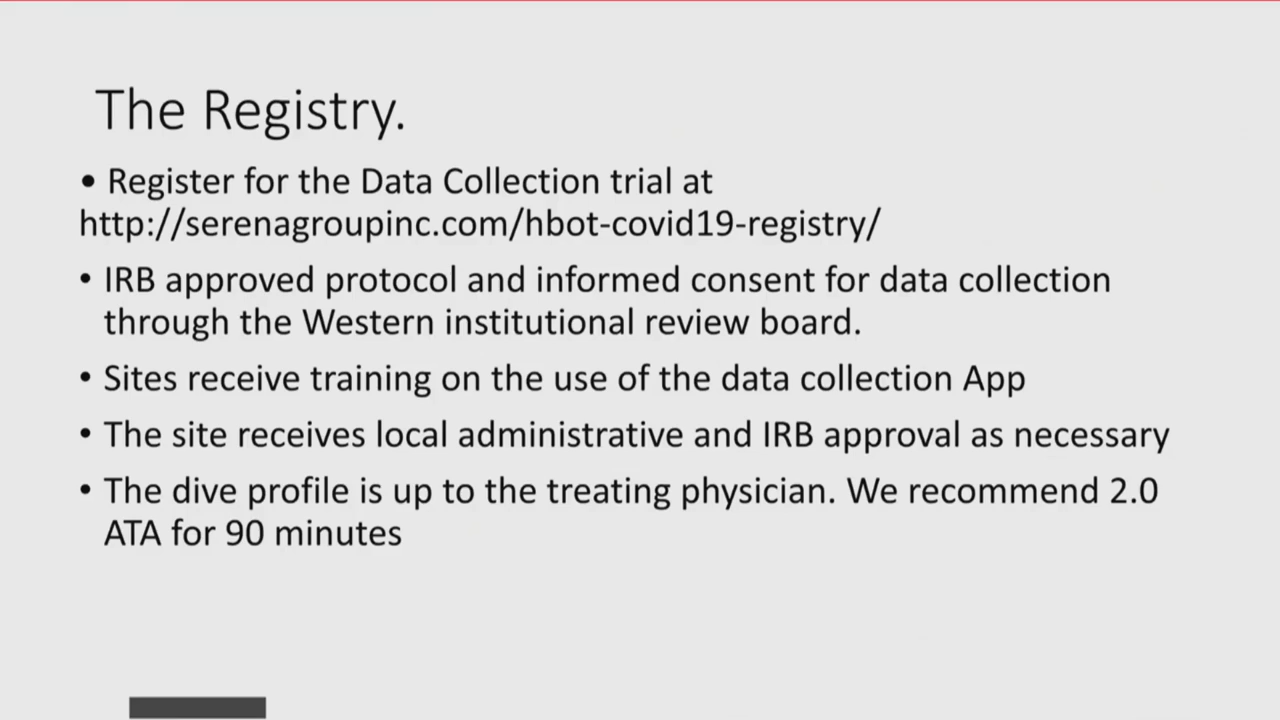 The Registry.
• Register for the Data Collection trial at
http://serenagroupinc.com/hbot-covid19-registry/
• IRB approved protocol and informed consent for data collection
through the Western institutional review board.
• Sites receive training on the use of the data collection App
• The site receives local administrative and IRB approval as necessary
• The dive profile is up to the treating physician. We recommend 2.0
ATA for 90 minutes